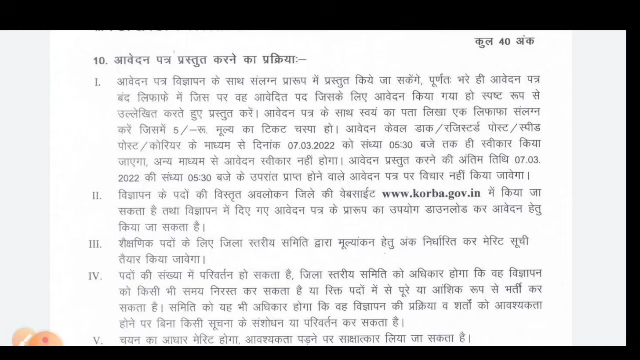 कुल 40 अंक
10. आवेदन पत्र प्रस्तुत करने का प्रक्रियाः–
I. आवेदन पत्र विज्ञापन के साथ संलग्न प्रारूप में प्रस्तुत किये जा सकेंगे, पूर्णतः भरे ही आवेदन पत्र
बंद लिफाफे में जिस पर वह आवेदित पद जिसके लिए आवेदन किया गया हो स्पष्ट रूप से
उल्लेखित करते हुए प्रस्तुत करें। आवेदन पत्र के साथ स्वयं का पता लिखा एक लिफाफा संलग्न
करें जिसमें 5/–रू. मूल्य का टिकट चस्पा हो। आवेदन केवल डाक/रजिस्टर्ड पोस्ट/स्पीड
पोस्ट/कोरियर के माध्यम से दिनांक 07.03.2022 को संध्या 05:30 बजे तक ही स्वीकार किया
जाएगा, अन्य माध्यम से आवेदन स्वीकार नहीं होगा। आवेदन प्रस्तुत करने की अंतिम तिथि 07.03.
2022 की संध्या 05:30 बजे के उपरांत प्राप्त होने वाले आवेदन पत्र पर विचार नहीं किया जावेगा।
II. विज्ञापन के पदों की विस्तृत अवलोकन जिले की वेबसाईट www.korba.gov.in में किया जा
सकता है तथा विज्ञापन में दिए गए आवेदन पत्र के प्रारूप का उपयोग डाउनलोड कर आवेदन हेतु
किया जा सकता है।
III. शैक्षणिक पदों के लिए जिला स्तरीय समिति द्वारा मूल्यांकन हेतु अंक निर्धारित कर मेरिट सूची
तैयार किया जावेगा।
IV. पदों की संख्या में परिवर्तन हो सकता है, जिला स्तरीय समिति को अधिकार होगा कि वह विज्ञापन
को किसी भी समय निरस्त कर सकता है या रिक्त पदों में से पूरे या आंशिक रूप से भर्ती कर
सकता है। समिति को यह भी अधिकार होगा कि वह विज्ञापन की प्रक्रिया व शर्तो को आवश्यकता
होने पर बिना किसी सूचना के संशोधन या परिवर्तन कर सकता है।
V. चयन का आधार मेरिट होगा, आवश्यकता पड़ने पर साक्षात्कार लिया जा सकता है।